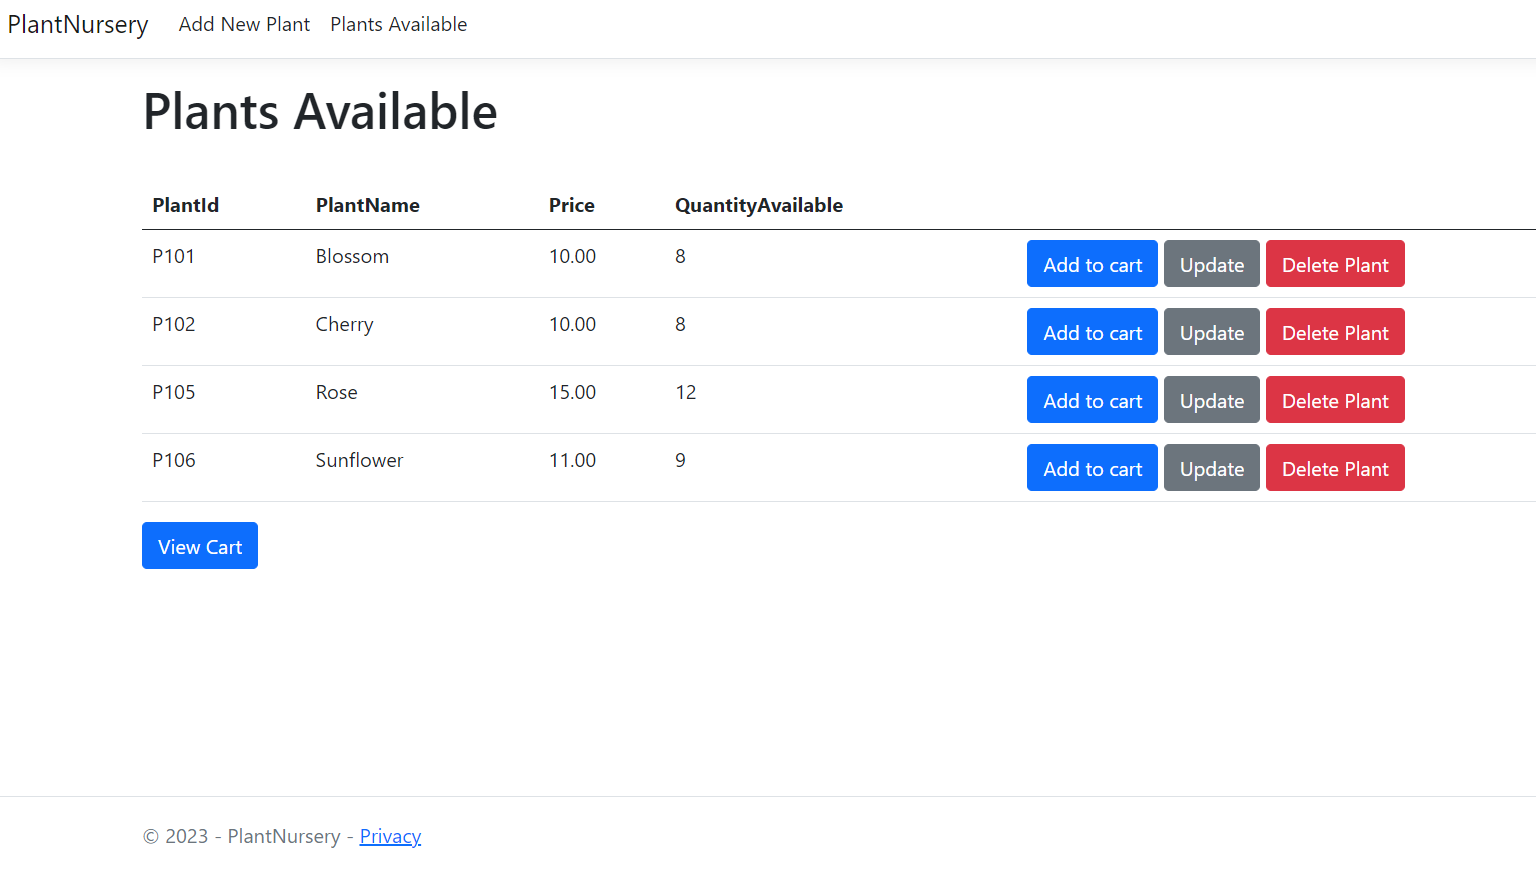 PlantNursery Add New Plant Plants Available
Plants Available
PlantId PlantName Price QuantityAvailable
P101 Blossom 10.00 8 Add to cart Update Delete Plant
P102 Cherry 10.00 8 Add to cart Update Delete Plant
P105 Rose 15.00 12 Add to cart Update Delete Plant
P106 Sunflower 11.00 9 Add to cart Update Delete Plant
View Cart
© 2023 - PlantNursery - Privacy